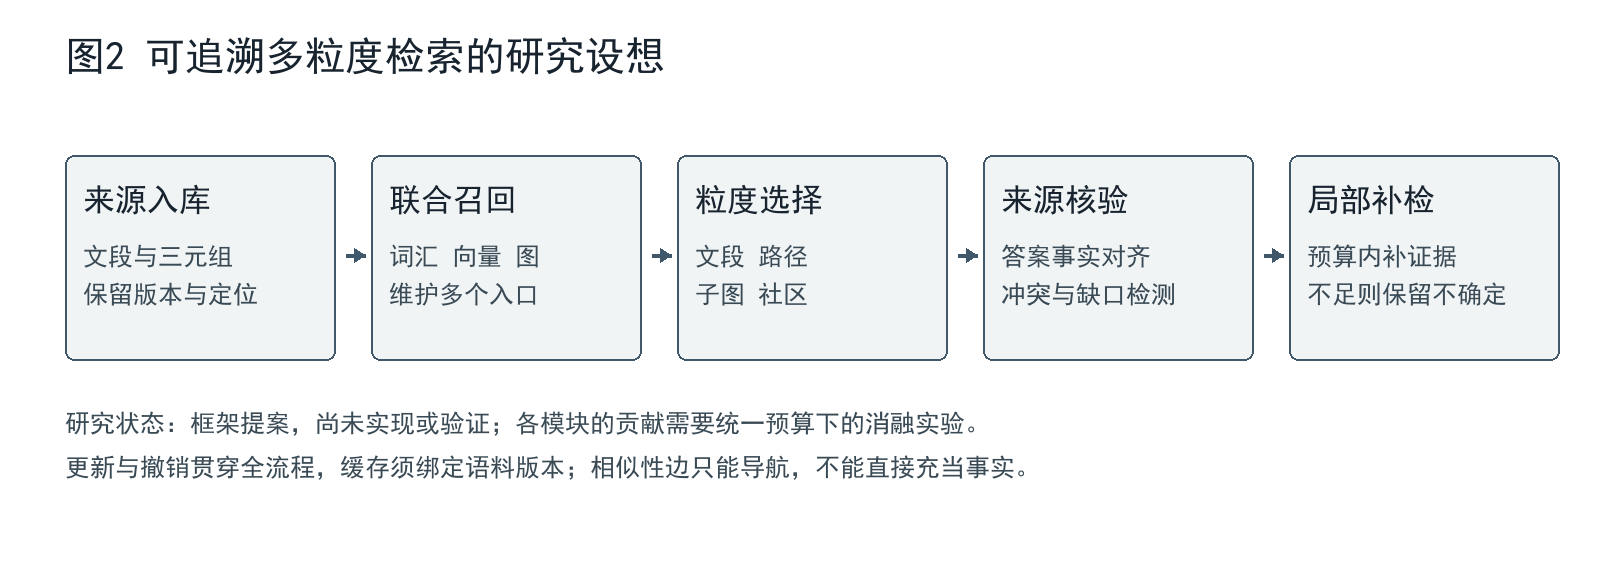 图2 可追溯多粒度检索的研究设想
来源入库
文段与三元组
保留版本与定位
联合召回
词汇 向量 图
维护多个入口
粒度选择
文段 路径
子图 社区
来源核验
答案事实对齐
冲突与缺口检测
局部补检
预算内补证据
不足则保留不确定
研究状态：框架提案，尚未实现或验证；各模块的贡献需要统一预算下的消融实验。
更新与撤销贯穿全流程，缓存须绑定语料版本；相似性边只能导航，不能直接充当事实。